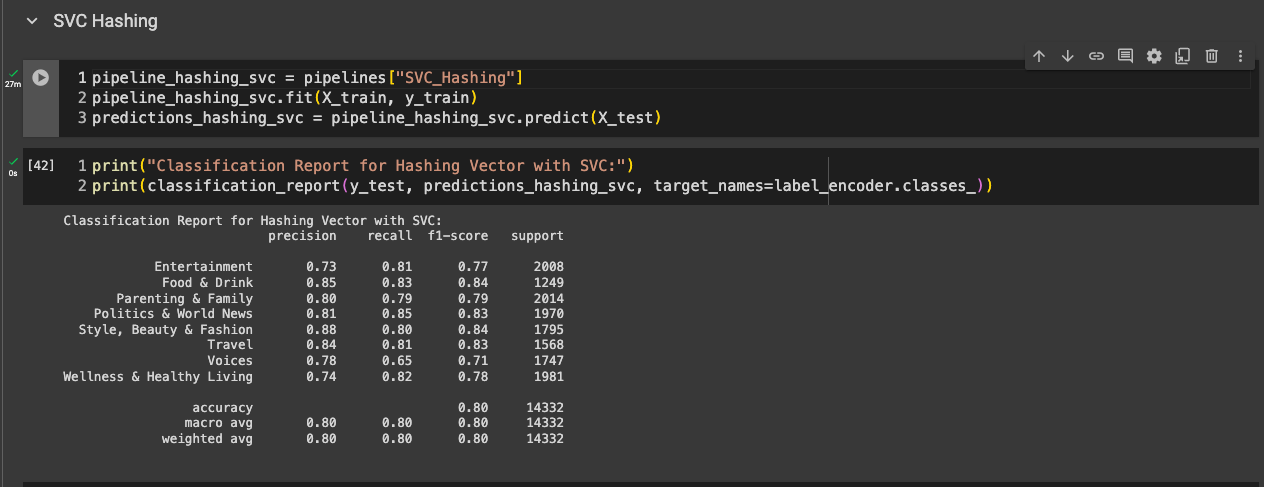 SVC Hashing
27m
1 pipeline_hashing_svc = pipelines["SVC_Hashing"]
2 pipeline_hashing_svc.fit(X_train, y_train)
3 predictions_hashing_svc = pipeline_hashing_svc.predict(X_test)
0s
[42]
1 print("Classification Report for Hashing Vector with SVC:")
2 print(classification_report(y_test, predictions_hashing_svc, target_names=label_encoder.classes_))
Classification Report for Hashing Vector with SVC:
precision recall f1-score support
Entertainment 0.73 0.81 0.77 2008
Food & Drink 0.85 0.83 0.84 1249
Parenting & Family 0.80 0.79 0.79 2014
Politics & World News 0.81 0.85 0.83 1970
Style, Beauty & Fashion 0.88 0.80 0.84 1795
Travel 0.84 0.81 0.83 1568
Voices 0.78 0.65 0.71 1747
Wellness & Healthy Living 0.74 0.82 0.78 1981
accuracy 0.80 14332
macro avg 0.80 0.80 0.80 14332
weighted avg 0.80 0.80 0.80 14332